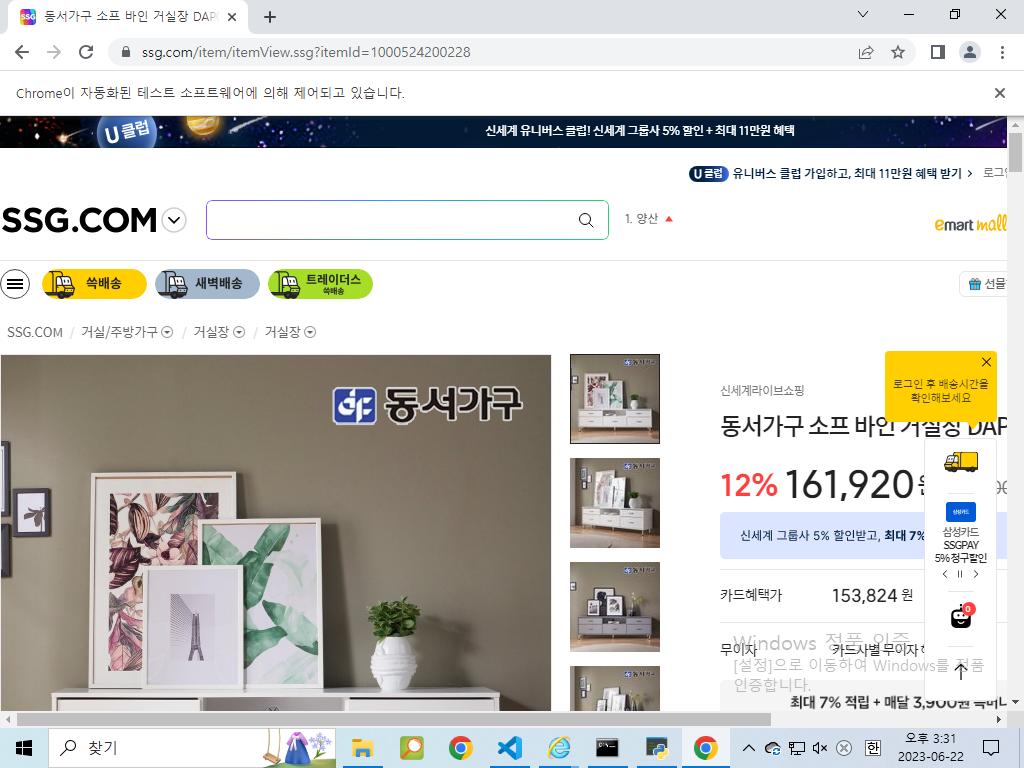 동서가구 소프 바인 거실장 DAP
ssg.com/item/itemView.ssg?itemId=1000524200228
Chrome이 자동화된 테스트 소프트웨어에 의해 제어되고 있습니다.
U 클럽
신세계 유니버스 클럽! 신세계 그룹사 5% 할인 + 최대 11만원 혜택
U 클럽 유니버스 클럽 가입하고, 최대 11만원 혜택 받기 >
SSG.COM
1. 양산
emart mall
쓱배송
새벽배송
트레이더스
쓱배송
선물
SSG.COM / 거실/주방가구 / 거실장 / 거실장
동서가구
로그인 후 배송시간을
확인해보세요
신세계라이브쇼핑
동서가구 소프 바인 거실장 DAP
12% 161,920
삼성카드
신세계 그룹사 5% 할인받고, 최대 7%
삼성카드
SSGPAY
5% 청구할인
카드혜택가 153,824 원
0
Windows 정품 인증
무이자 카드사별 무이자
[설정]으로 이동하여 Windows를 정품
인증합니다.
최대 7% 적립 + 매달 3,900원
찾기
오후 3:31
한
2023-06-22